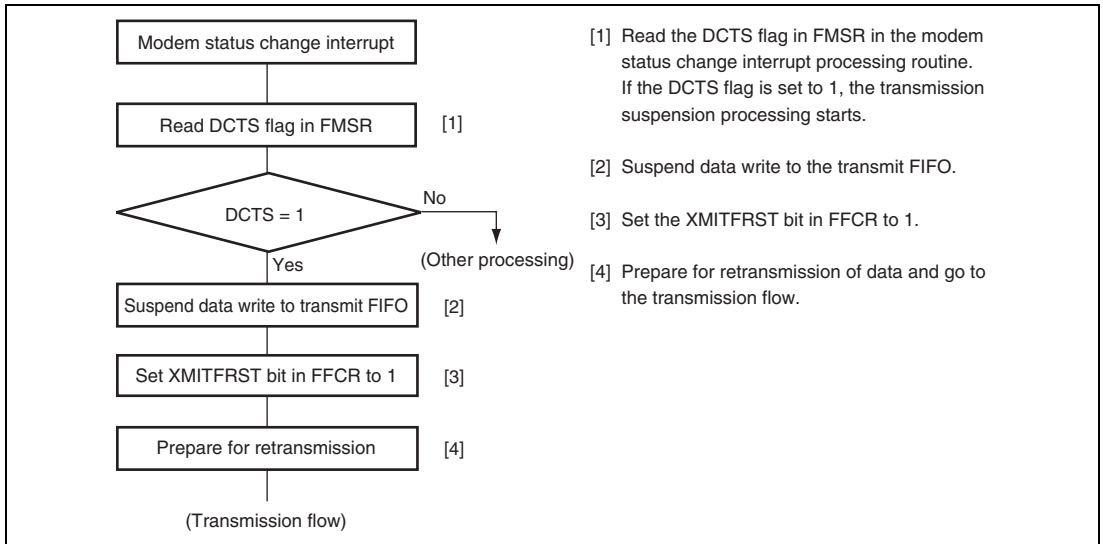 Modem status change interrupt
Read DCTS flag in FMSR
[1]
DCTS = 1
No
Yes
(Other processing)
Suspend data write to transmit FIFO
[2]
Set XMITFRST bit in FFCR to 1
[3]
Prepare for retransmission
[4]
(Transmission flow)
[1] Read the DCTS flag in FMSR in the modem
status change interrupt processing routine.
If the DCTS flag is set to 1, the transmission
suspension processing starts.
[2] Suspend data write to the transmit FIFO.
[3] Set the XMITFRST bit in FFCR to 1.
[4] Prepare for retransmission of data and go to
the transmission flow.